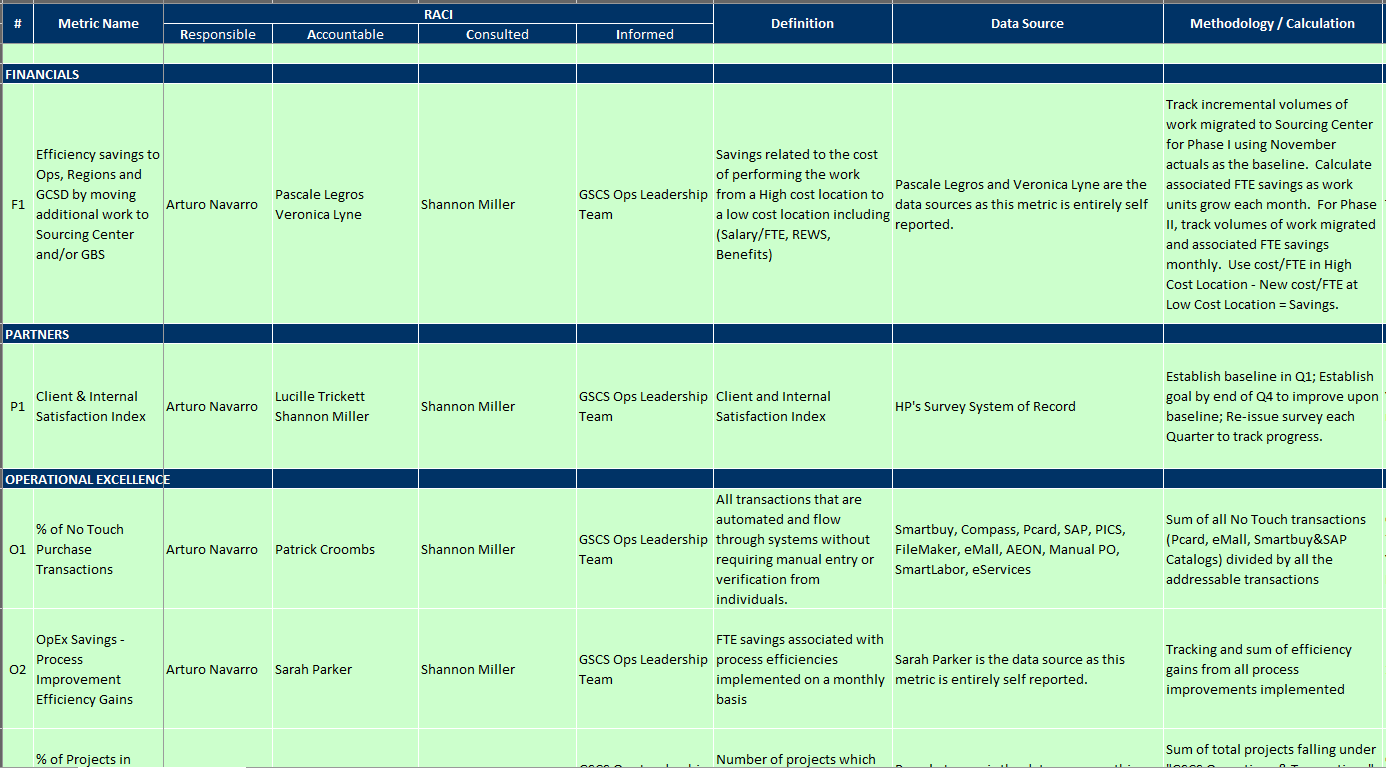 #
Metric Name
RACI
Responsible
Accountable
Consulted
Informed
Definition
Data Source
Methodology / Calculation
FINANCIALS
F1
Efficiency savings to
Ops, Regions and
GCSD by moving
additional work to
Sourcing Center
and/or GBS
Arturo Navarro
Pascale Legros
Veronica Lyne
Shannon Miller
GSCS Ops Leadership
Team
Savings related to the cost
of performing the work
from a High cost location to
a low cost location including
(Salary/FTE, REWS,
Benefits)
Pascale Legros and Veronica Lyne are the
data sources as this metric is entirely self
reported.
Track incremental volumes of
work migrated to Sourcing Center
for Phase I using November
actuals as the baseline.  Calculate
associated FTE savings as work
units grow each month.  For Phase
II, track volumes of work migrated
and associated FTE savings
monthly.  Use cost/FTE in High
Cost Location - New cost/FTE at
Low Cost Location = Savings.
PARTNERS
P1
Client & Internal
Satisfaction Index
Arturo Navarro
Lucille Trickett
Shannon Miller
Shannon Miller
GSCS Ops Leadership
Team
Client and Internal
Satisfaction Index
HP's Survey System of Record
Establish baseline in Q1; Establish
goal by end of Q4 to improve upon
baseline; Re-issue survey each
Quarter to track progress.
OPERATIONAL EXCELLENCE
O1
% of No Touch
Purchase
Transactions
Arturo Navarro
Patrick Croombs
Shannon Miller
GSCS Ops Leadership
Team
All transactions that are
automated and flow
through systems without
requiring manual entry or
verification from
individuals.
Smartbuy, Compass, Pcard, SAP, PICS,
FileMaker, eMall, AEON, Manual PO,
SmartLabor, eServices
Sum of all No Touch transactions
(Pcard, eMall, Smartbuy&SAP
Catalogs) divided by all the
addressable transactions
O2
OpEx Savings -
Process
Improvement
Efficiency Gains
Arturo Navarro
Sarah Parker
Shannon Miller
GSCS Ops Leadership
Team
FTE savings associated with
process efficiencies
implemented on a monthly
basis
Sarah Parker is the data source as this
metric is entirely self reported.
Tracking and sum of efficiency
gains from all process
improvements implemented
% of Projects in
Number of projects which
Sum of total projects falling under